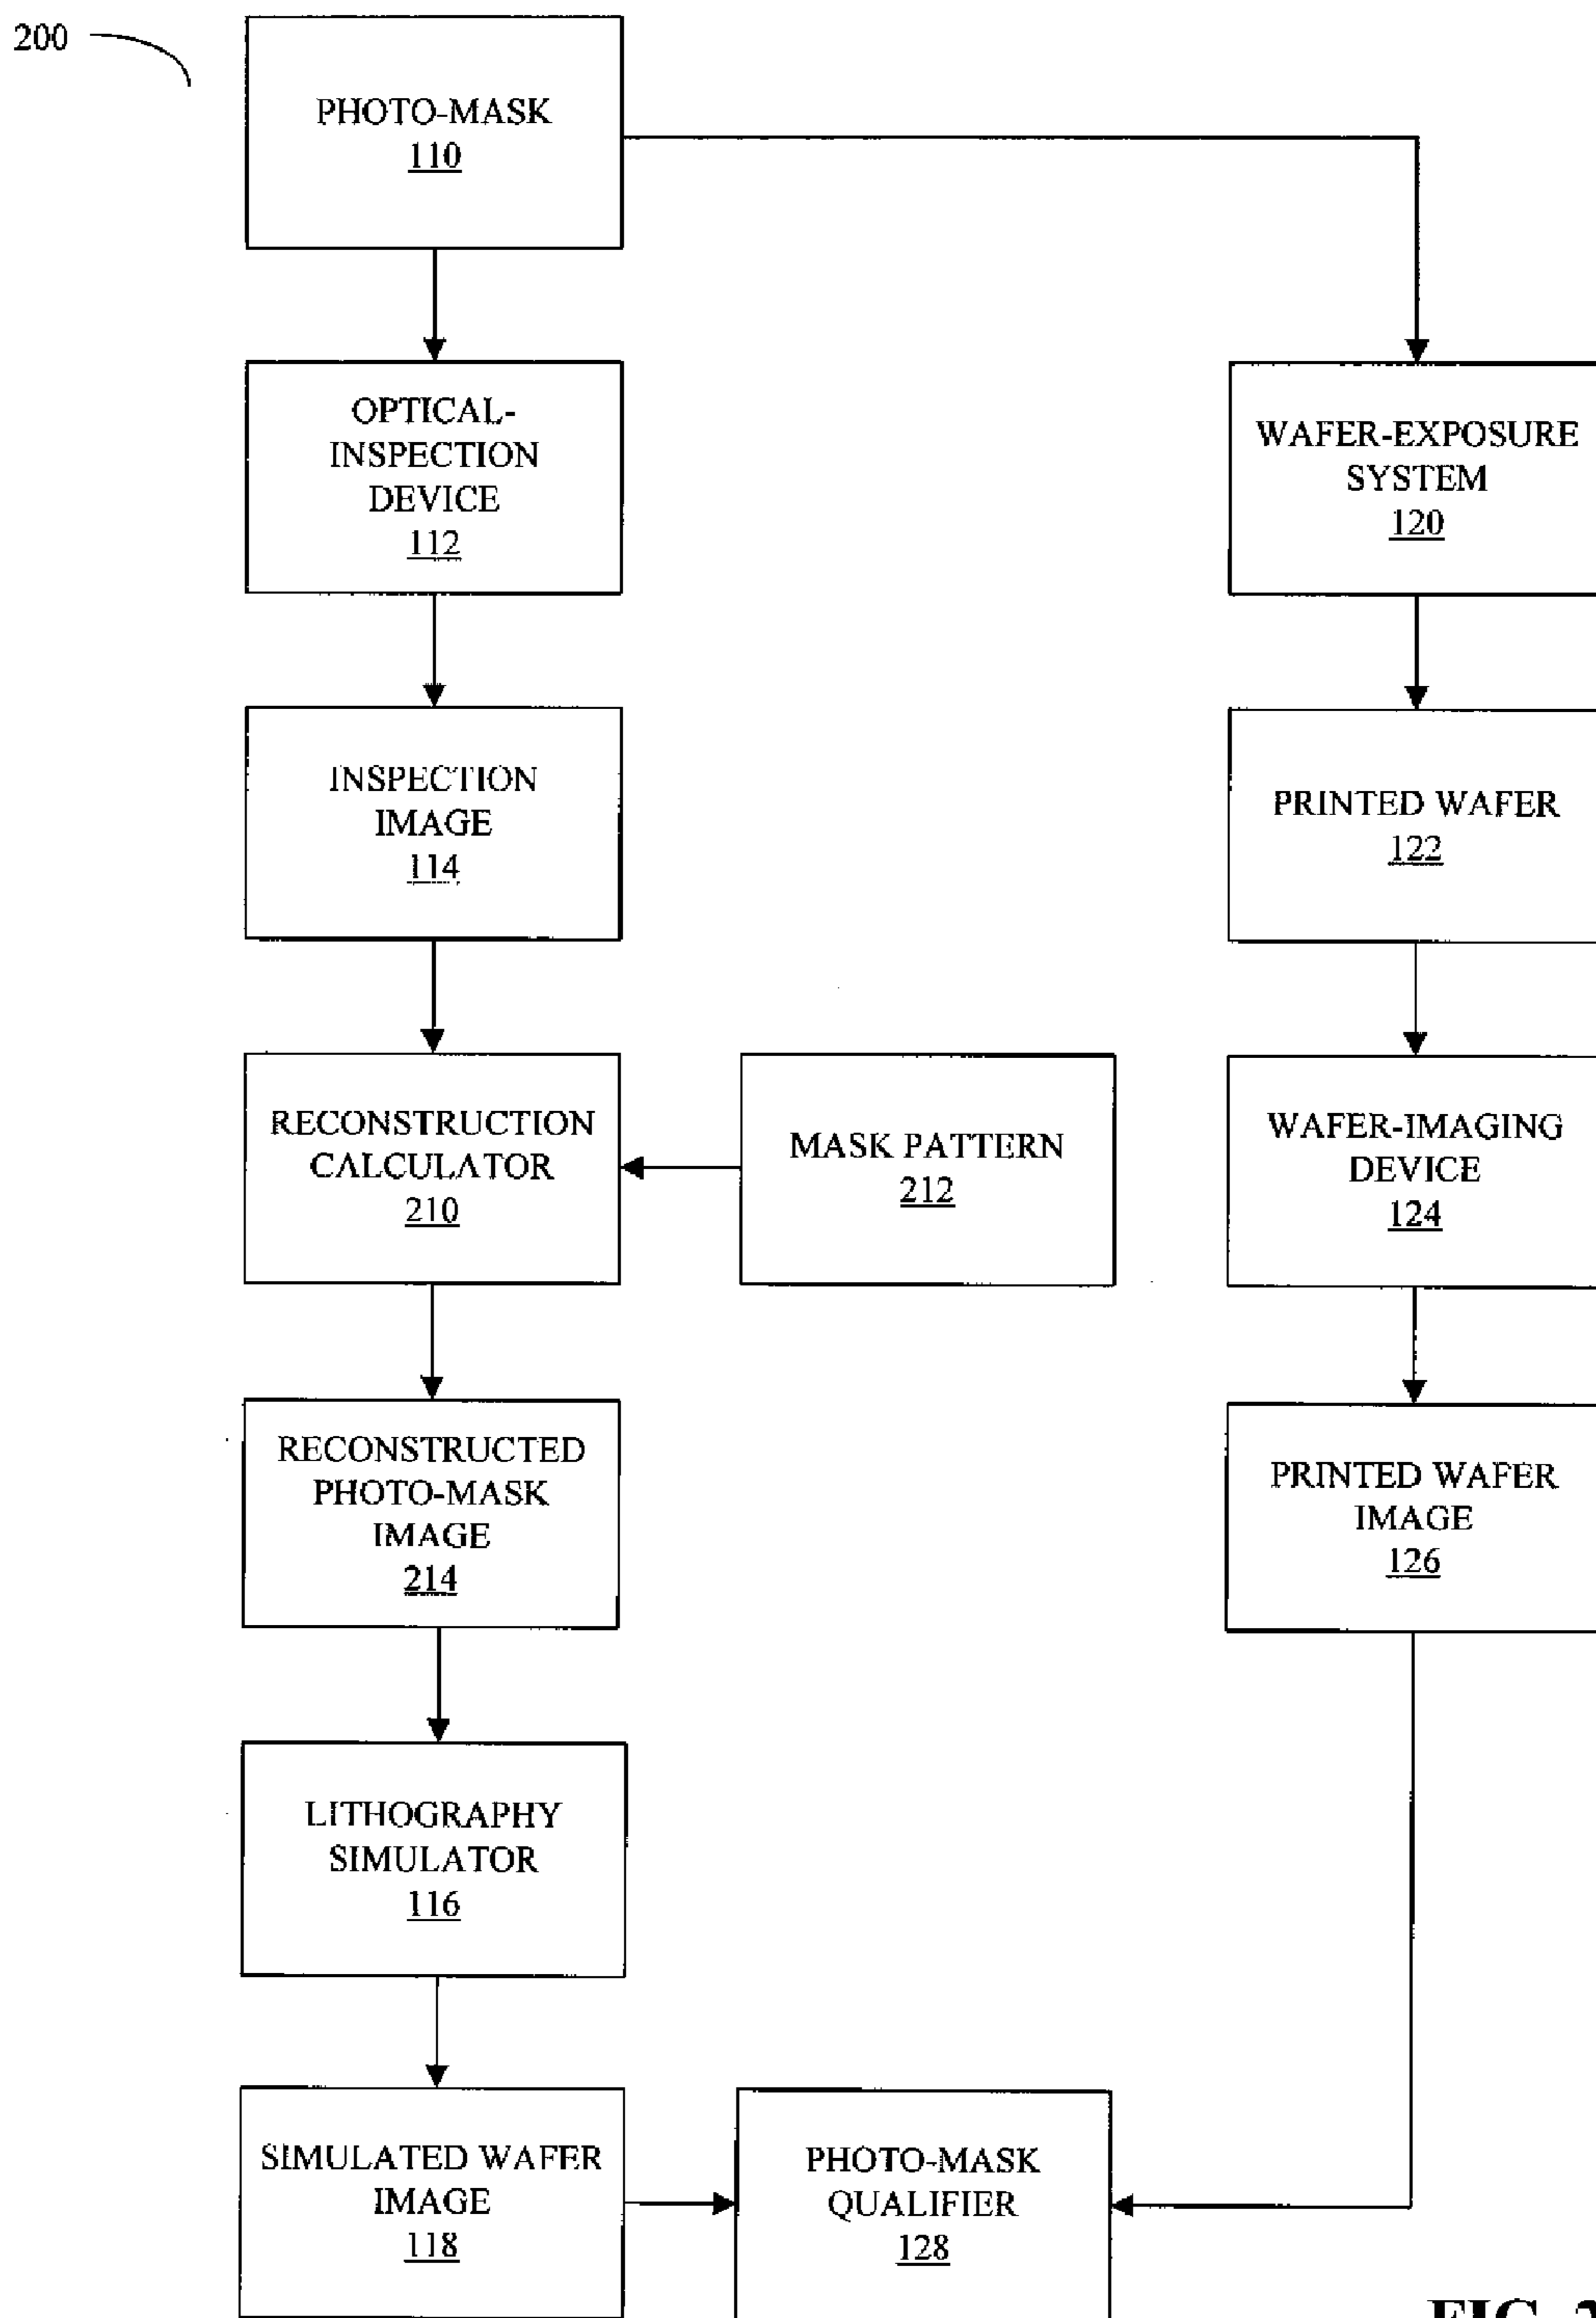 200
PHOTO-MASK
110
OPTICAL-
INSPECTION
DEVICE
112
WAFER-EXPOSURE
SYSTEM
120
INSPECTION
IMAGE
114
PRINTED WAFER
122
RECONSTRUCTION
CALCULATOR
210
MASK PATTERN
212
WAFER-IMAGING
DEVICE
124
RECONSTRUCTED
PHOTO-MASK
IMAGE
214
PRINTED WAFER
IMAGE
126
LITHOGRAPHY
SIMULATOR
116
SIMULATED WAFER
IMAGE
118
PHOTO-MASK
QUALIFIER
128
FIG.